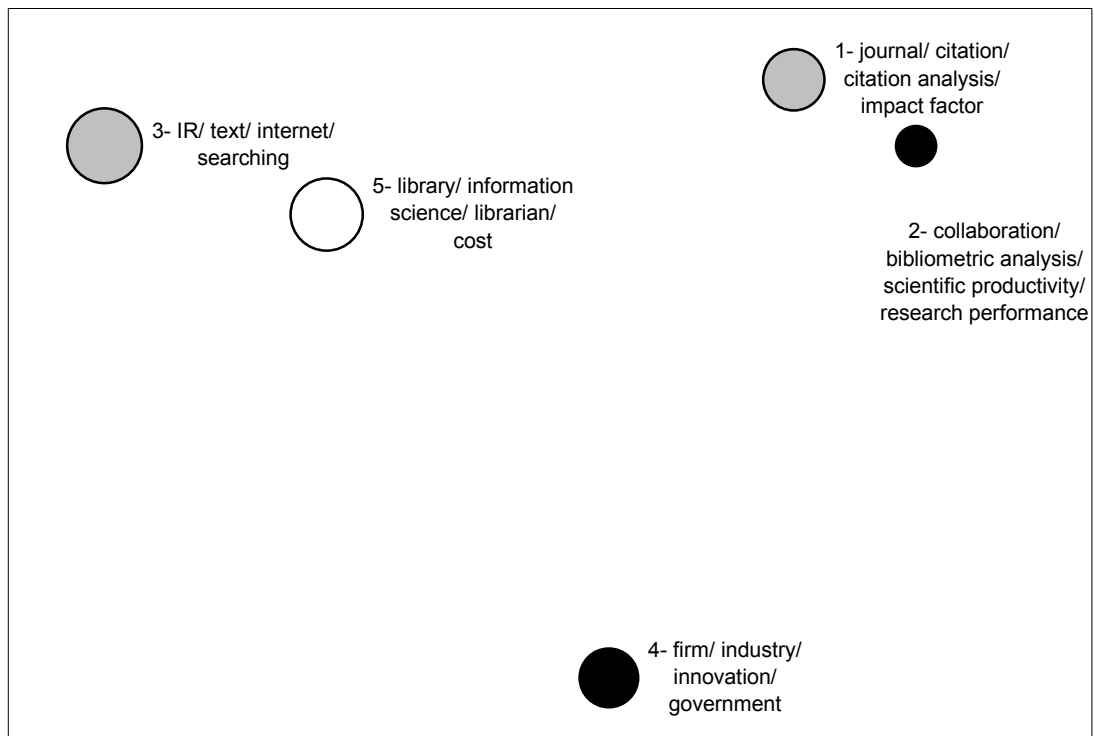 1- journal/ citation/
citation analysis/
impact factor
3- IR/ text/ internet/
searching
5- library/ information
science/ librarian/
cost
2- collaboration/
bibliometric analysis/
scientific productivity/
research performance
4- firm/ industry/
innovation/
government